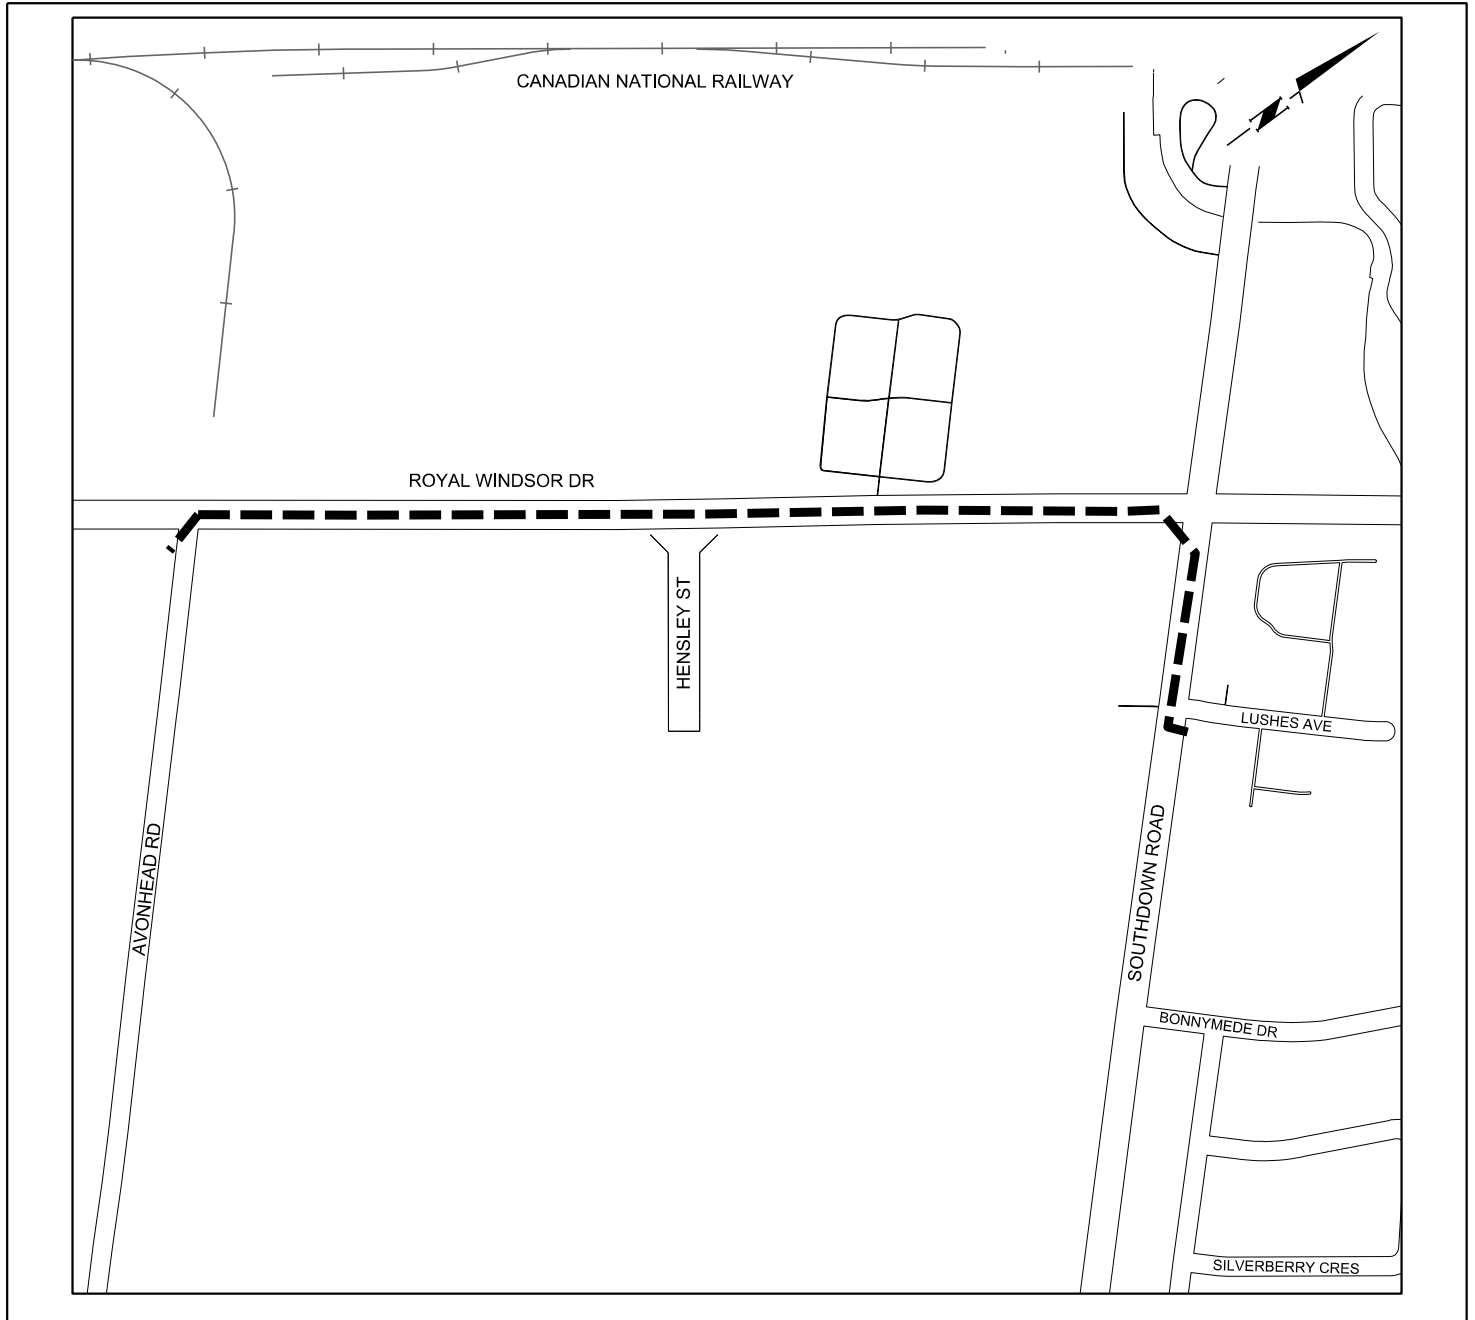 CANADIAN NATIONAL RAILWAY
N
ROYAL WINDSOR DR
HENSLEY ST
LUSHES AVE
AVONHEAD RD
SOUTHDOWN ROAD
BONNYMEDE DR
SILVERBERRY CRES